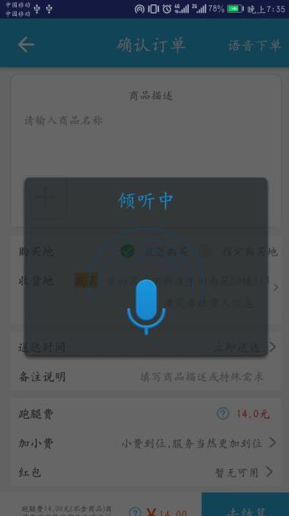 中国移动
中国移动
78% 晚上7:35
确认订单 语音下单
商品描述
请输入商品名称
倾听中
购买地 就近购买 指定购买地
收货地
送达时间 立即送达
备注说明 填写商品描述或特殊需求
跑腿费 14.0元
加小费 小费到位,服务当然更加到位
红包 暂无可用
跑腿费14.00元(不含商品)商
¥14.00 去结算